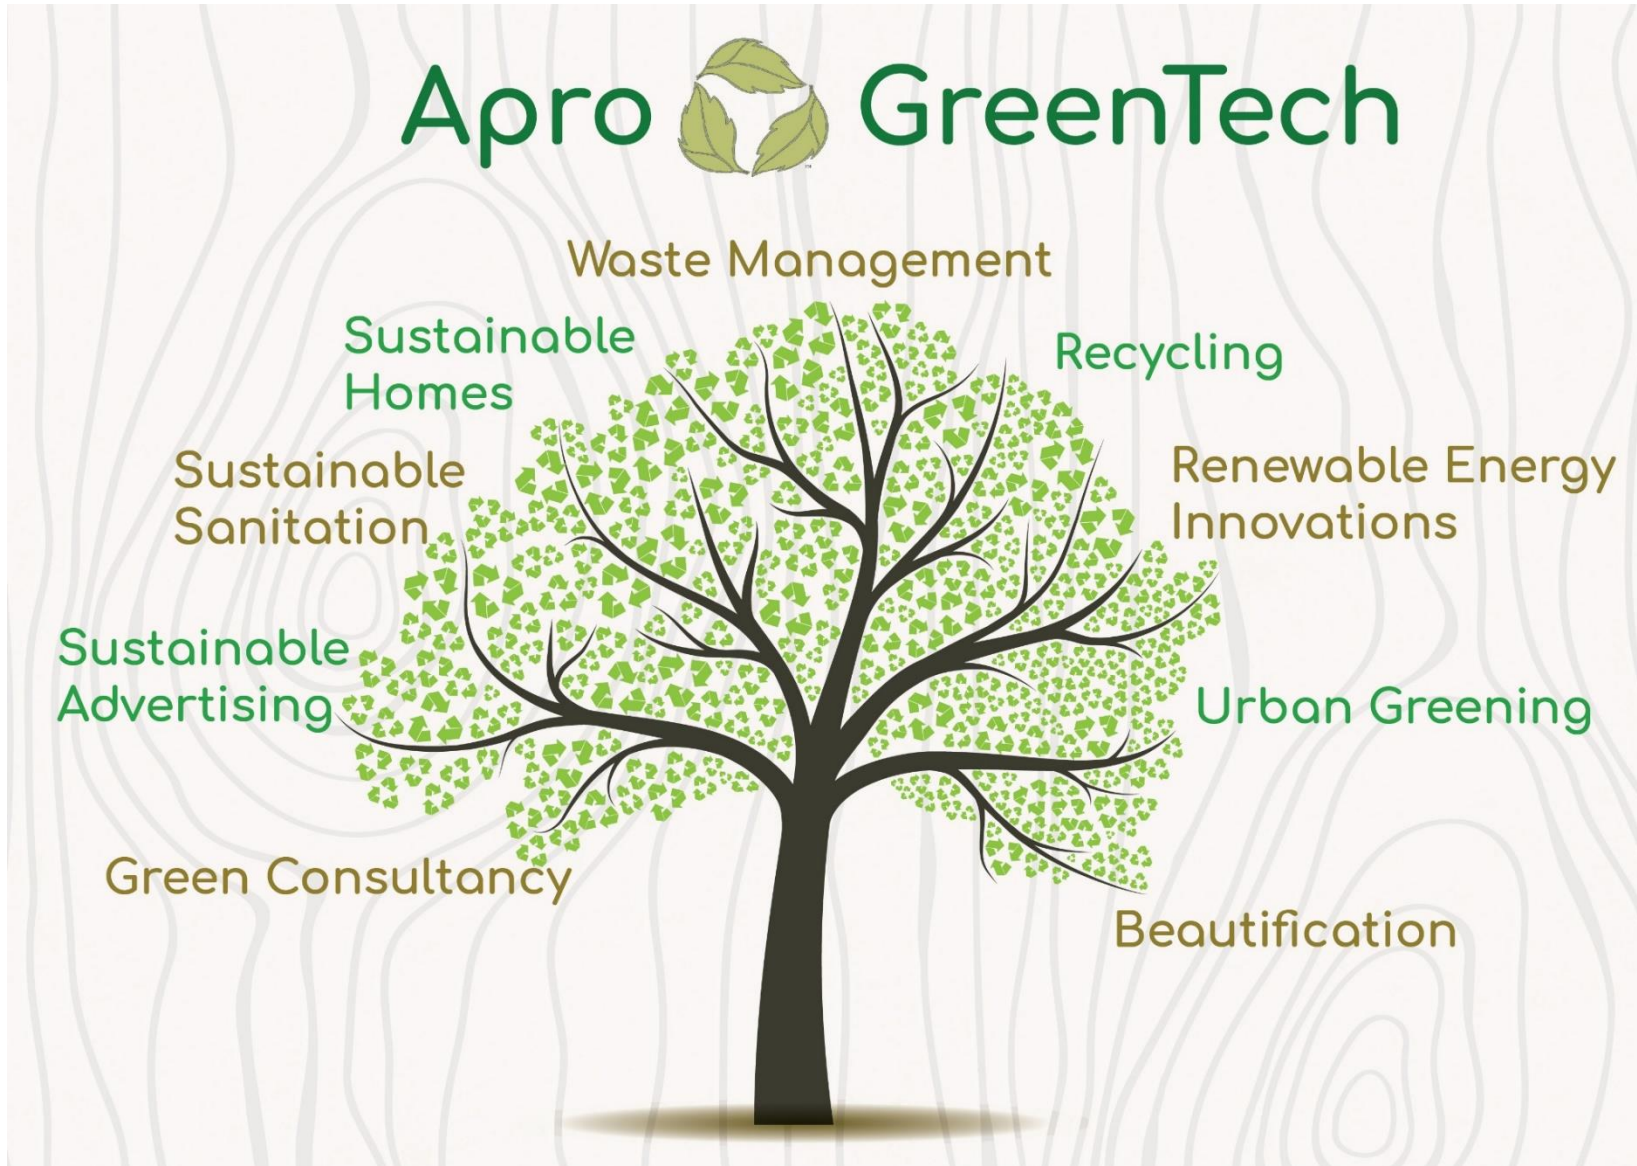 Apro GreenTech
Waste Management
Sustainable
Homes
Recycling
Sustainable
Sanitation
Renewable Energy
Innovations
Sustainable
Advertising
Urban Greening
Green Consultancy
Beautification